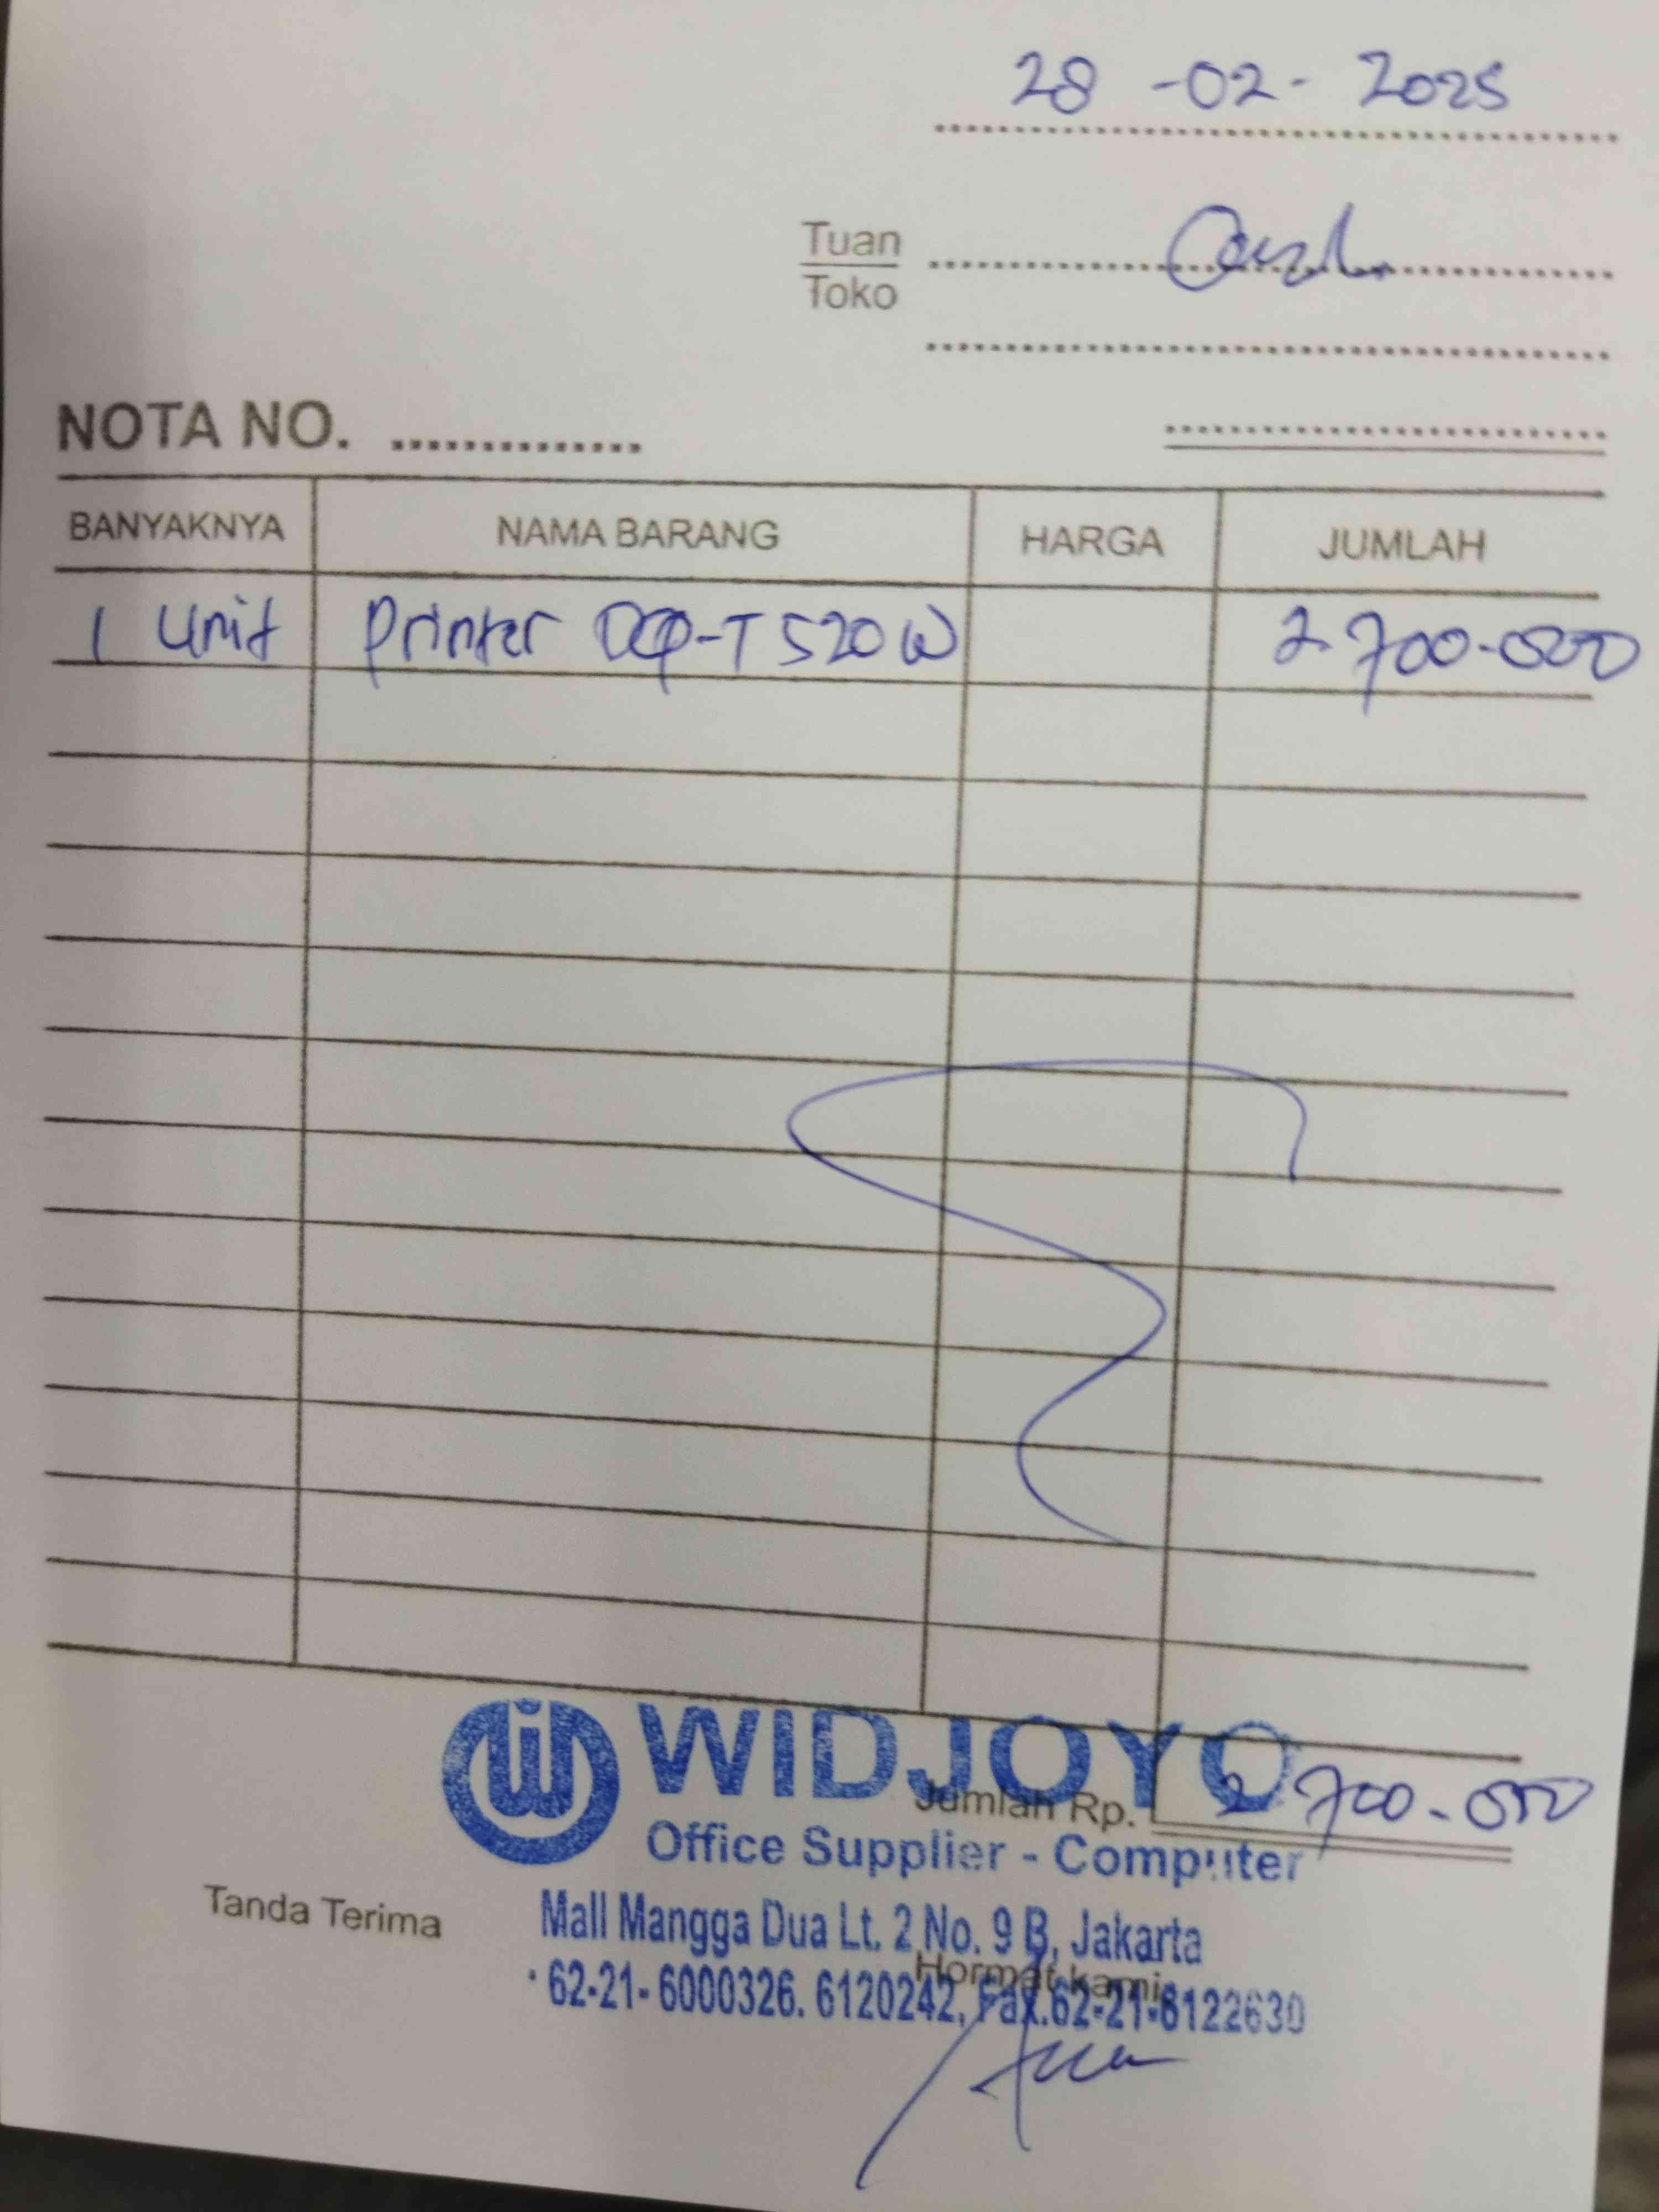 28 -02- 2025
Tuan Cash
Toko
NOTA NO.
BANYAKNYA NAMA BARANG HARGA JUMLAH
1 Unit Printer DCP-T520W 2.700.000
WIDJOYO
Jumlah Rp. 2.700.000
Office Supplier - Computer
Tanda Terima
Mall Mangga Dua Lt. 2 No. 9 B, Jakarta
Hormat kami
62-21- 6000326. 6120242, Fax.62-21-6122630